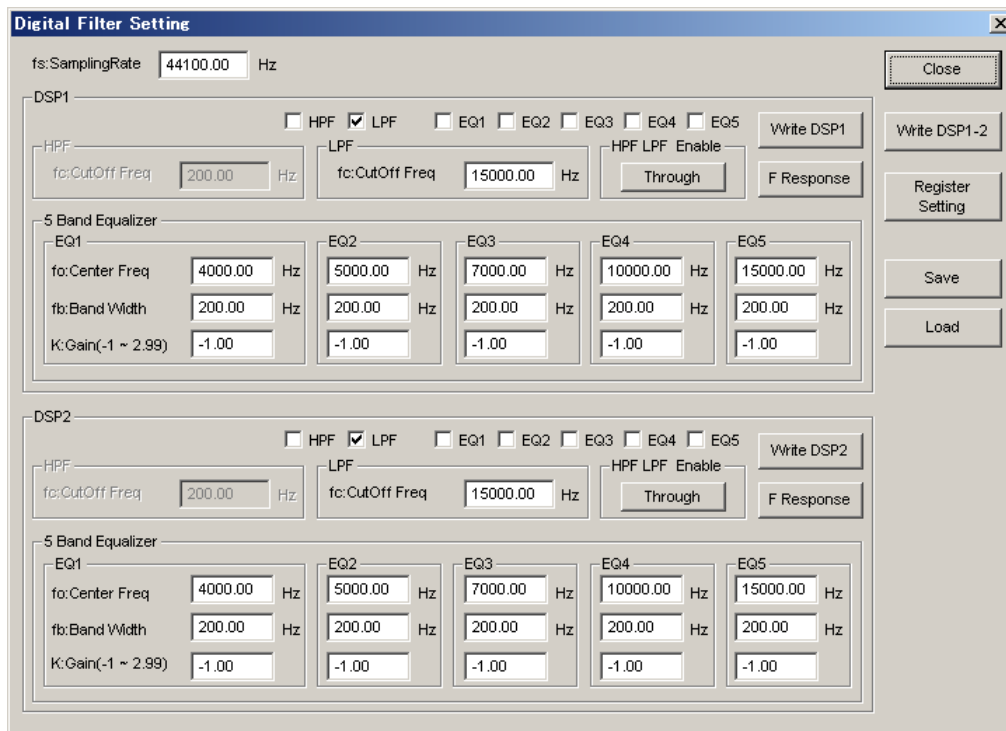 Digital Filter Setting
fs:SamplingRate 44100.00 Hz
Close
DSP1
HPF LPF EQ1 EQ2 EQ3 EQ4 EQ5
Write DSP1
Write DSP1-2
HPF
fc:CutOff Freq 200.00 Hz
LPF
fc:CutOff Freq 15000.00 Hz
HPF LPF Enable
Through
F Response
Register Setting
5 Band Equalizer
EQ1 EQ2 EQ3 EQ4 EQ5
fo:Center Freq 4000.00 Hz 5000.00 Hz 7000.00 Hz 10000.00 Hz 15000.00 Hz
fb:Band Width 200.00 Hz 200.00 Hz 200.00 Hz 200.00 Hz 200.00 Hz
K:Gain(-1 ~ 2.99) -1.00 -1.00 -1.00 -1.00 -1.00
Save
Load
DSP2
HPF LPF EQ1 EQ2 EQ3 EQ4 EQ5
Write DSP2
HPF
fc:CutOff Freq 200.00 Hz
LPF
fc:CutOff Freq 15000.00 Hz
HPF LPF Enable
Through
F Response
5 Band Equalizer
EQ1 EQ2 EQ3 EQ4 EQ5
fo:Center Freq 4000.00 Hz 5000.00 Hz 7000.00 Hz 10000.00 Hz 15000.00 Hz
fb:Band Width 200.00 Hz 200.00 Hz 200.00 Hz 200.00 Hz 200.00 Hz
K:Gain(-1 ~ 2.99) -1.00 -1.00 -1.00 -1.00 -1.00